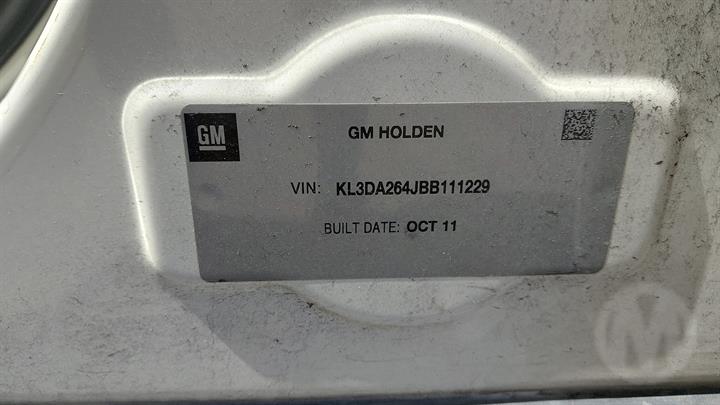 GM
GM HOLDEN
VIN: KL3DA264JBB111229
BUILT DATE: OCT 11
M